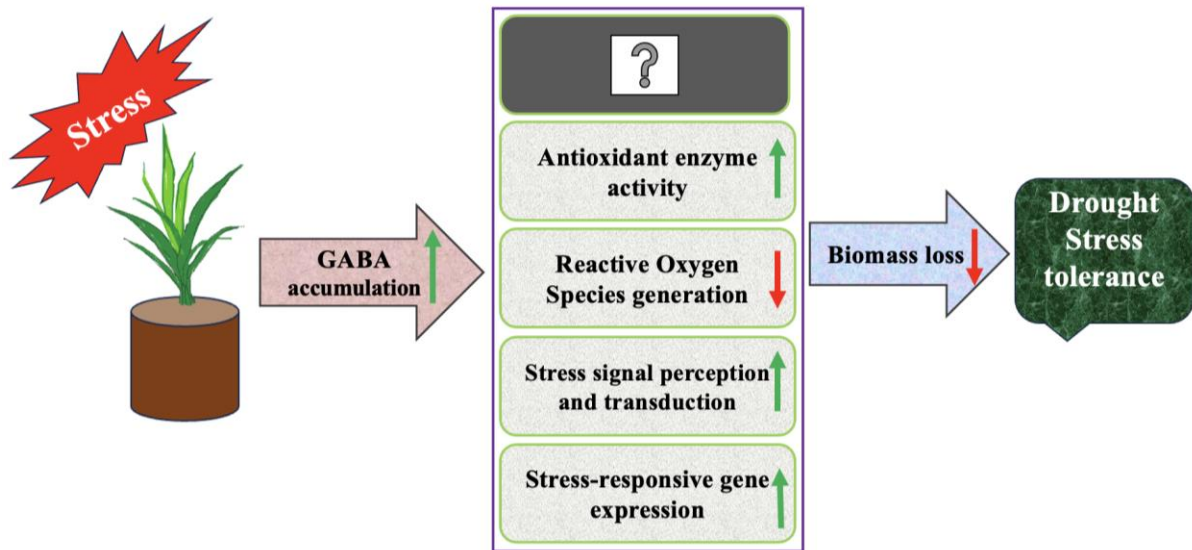 Stress
GABA
accumulation
?
Antioxidant enzyme
activity
Reactive Oxygen
Species generation
Stress signal perception
and transduction
Stress-responsive gene
expression
Biomass loss
Drought
Stress
tolerance